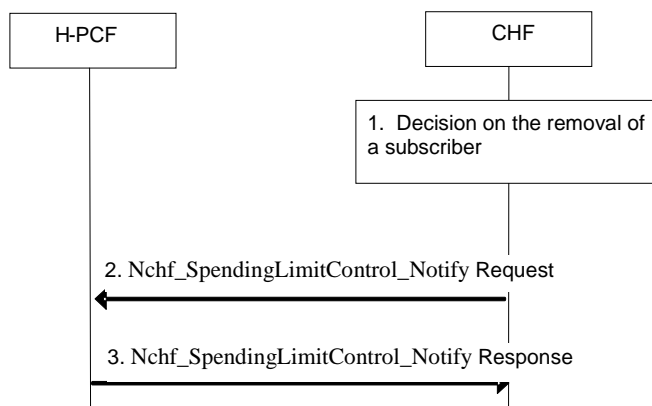 H-PCF
CHF
1. Decision on the removal of
a subscriber
2. Nchf_SpendingLimitControl_Notify Request
3. Nchf_SpendingLimitControl_Notify Response